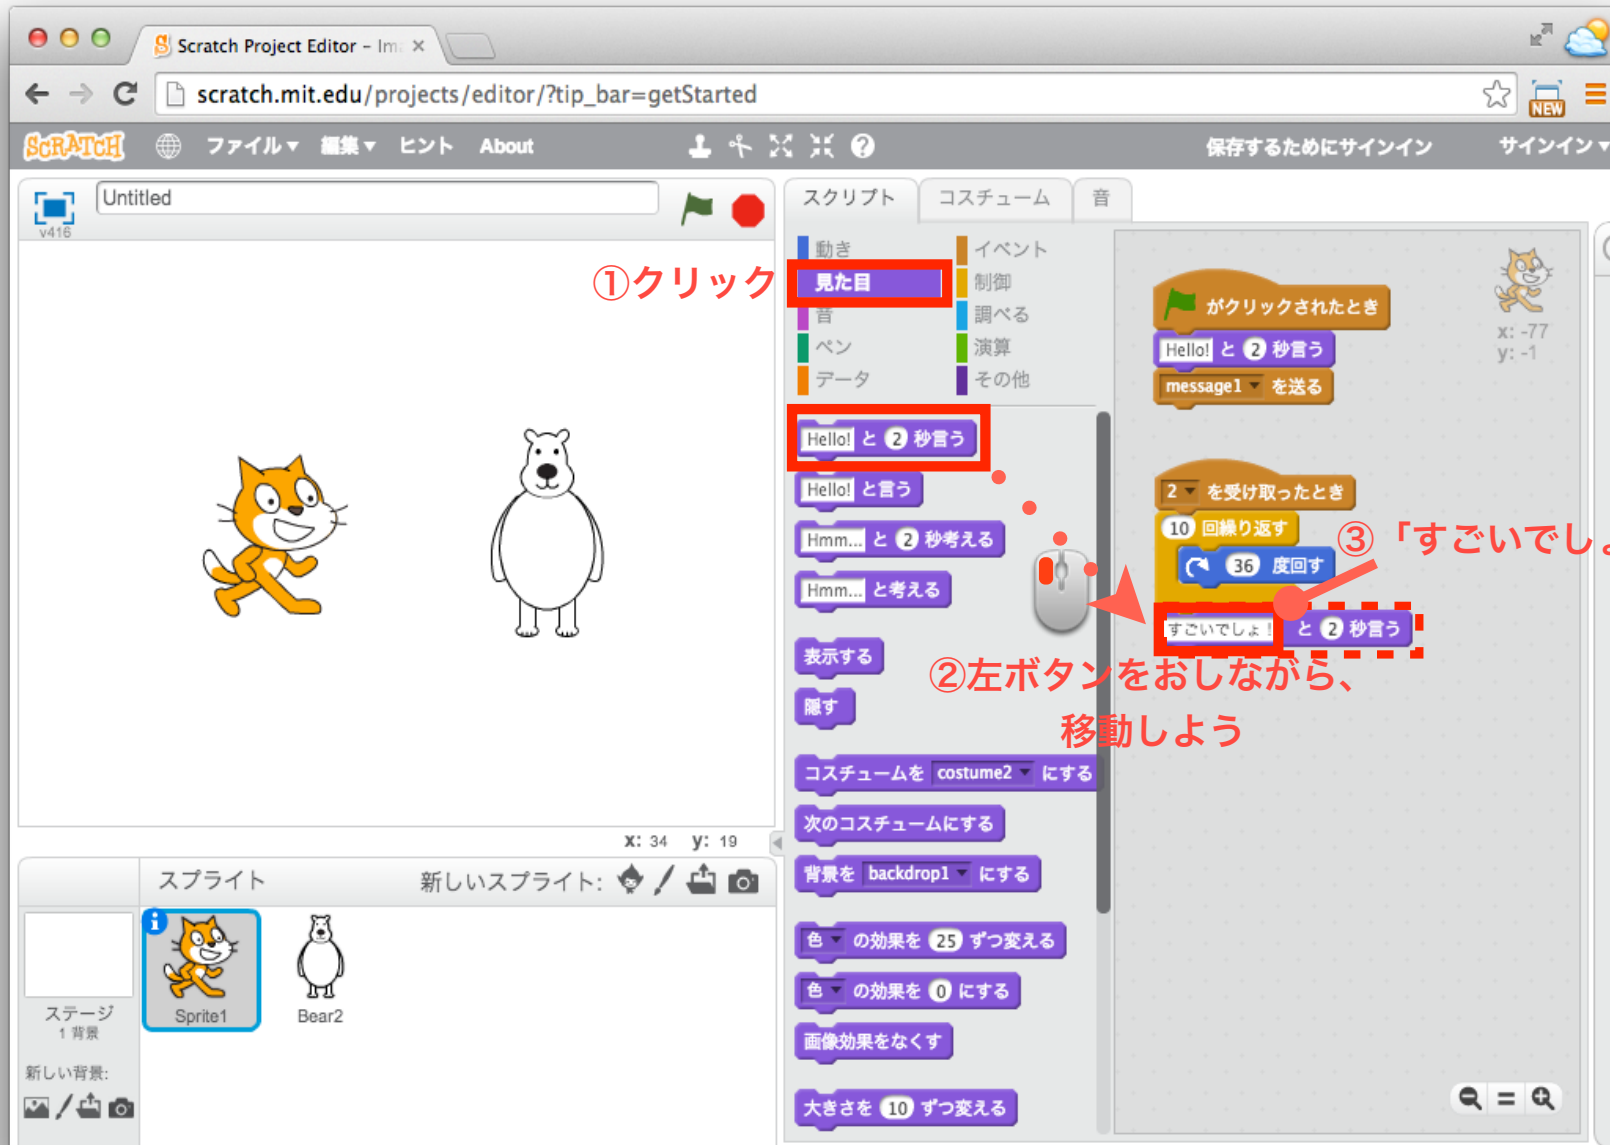 Scratch Project Editor – Im
scratch.mit.edu/projects/editor/?tip_bar=getStarted
NEW
SCRATCH
ファイル
編集
ヒント
About
保存するためにサインイン
サインイン
v416
Untitled
スクリプト
コスチューム
音
動き
イベント
①クリック
見た目
制御
音
調べる
ペン
演算
データ
その他
Hello! と 2 秒言う
Hello! と言う
Hmm... と 2 秒考える
Hmm... と考える
表示する
隠す
コスチュームを costume2 にする
次のコスチュームにする
背景を backdrop1 にする
色 の効果を 25 ずつ変える
色 の効果を 0 にする
画像効果をなくす
大きさを 10 ずつ変える
がクリックされたとき
Hello! と 2 秒言う
message1 を送る
x: -77
y: -1
2 を受け取ったとき
10 回繰り返す
36 度回す
③「すごいでしょ
すごいでしょ! と 2 秒言う
②左ボタンをおしながら、
移動しよう
x: 34 y: 19
スプライト
新しいスプライト:
Sprite1
Bear2
ステージ
1 背景
新しい背景: